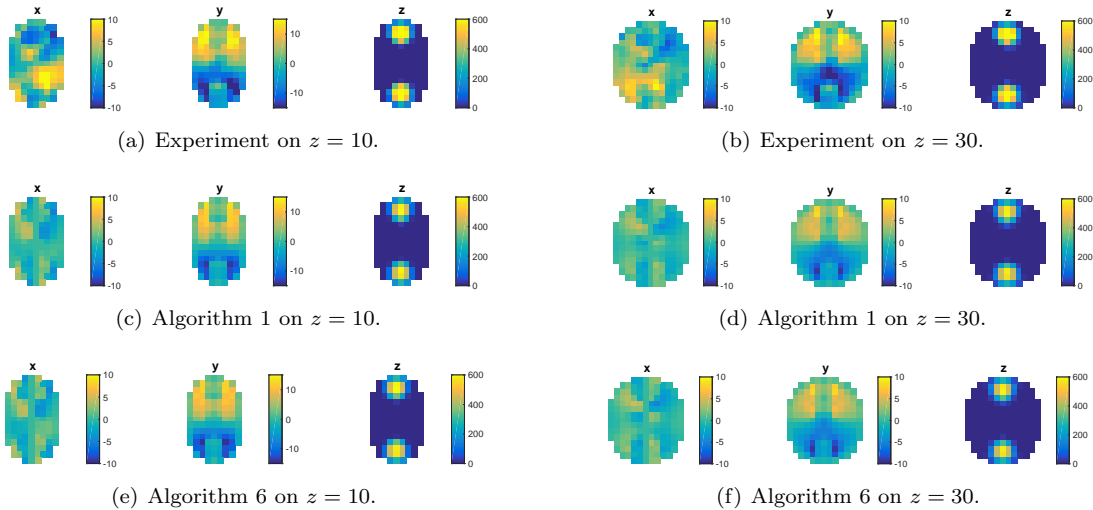 x y z x y z
10 5 0 -5 -10
10 0 -10
600 400 200 0
10 5 0 -5 -10
10 5 0 -5 -10
600 400 200 0
(a) Experiment on z = 10. (b) Experiment on z = 30.
x y z x y z
10 5 0 -5 -10
10 0 -10
600 400 200 0
10 5 0 -5 -10
10 5 0 -5 -10
600 400 200 0
(c) Algorithm 1 on z = 10. (d) Algorithm 1 on z = 30.
x y z x y z
10 5 0 -5 -10
10 0 -10
600 400 200 0
10 5 0 -5 -10
10 5 0 -5 -10
600 400 200 0
(e) Algorithm 6 on z = 10. (f) Algorithm 6 on z = 30.